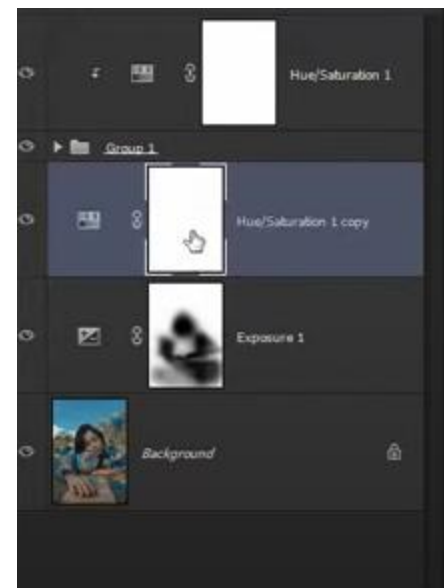 Hue/Saturation 1
Group 1
Hue/Saturation 1 copy
Exposure 1
Background